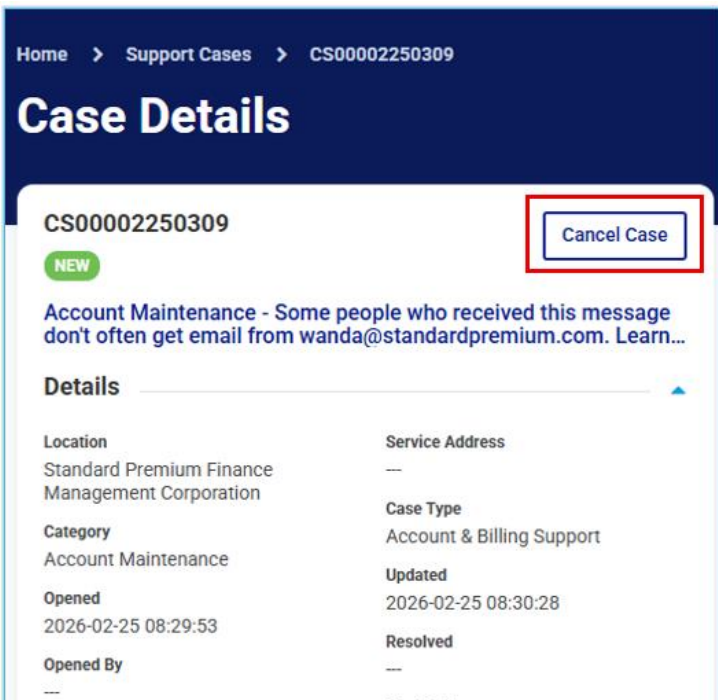 Home > Support Cases > CS00002250309
Case Details
CS00002250309
Cancel Case
NEW
Account Maintenance - Some people who received this message
don't often get email from wanda@standardpremium.com. Learn...
Details
Location
Standard Premium Finance
Management Corporation
Category
Account Maintenance
Opened
2026-02-25 08:29:53
Opened By
---
Service Address
---
Case Type
Account & Billing Support
Updated
2026-02-25 08:30:28
Resolved
---